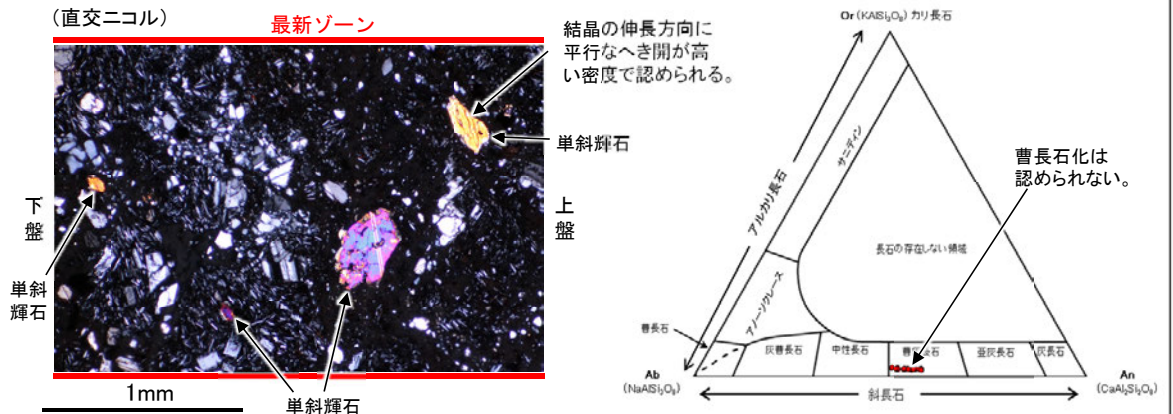 (直交ニコル)
最新ゾーン
結晶の伸長方向に
平行なへき開が高
い密度で認められる。
単斜輝石
下
盤
上
盤
単斜
輝石
単斜輝石
1mm
Or (KAlSi₃O₈) カリ長石
サニディン
アルカリ長石
曹長石化は
認められない。
長石の存在しない領域
アノーソクレース
曹長石
灰曹長石
中性長石
亜灰長石
灰長石
Ab
(NaAlSi₃O₈)
斜長石
An
(CaAl₂Si₂O₈)